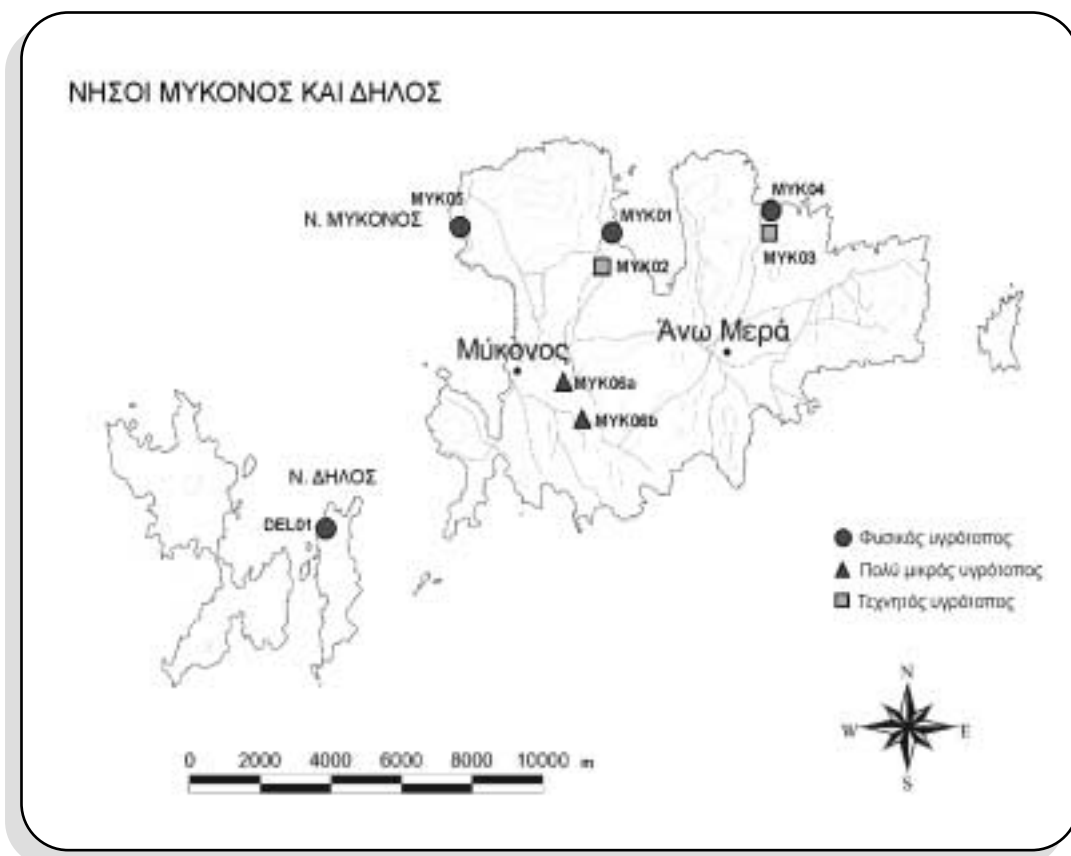 ΝΗΣΟΙ ΜΥΚΟΝΟΣ ΚΑΙ ΔΗΛΟΣ
MYK05
MYK04
Ν. ΜΥΚΟΝΟΣ
MYK01
MYK03
MYK02
Άνω Μερά
Μύκονος
MYK06a
MYK06b
Ν. ΔΗΛΟΣ
DEL01
Φυσικός υγρότοπος
Πολύ μικρός υγρότοπος
Τεχνητός υγρότοπος
N
W E
S
0 2000 4000 6000 8000 10000 m